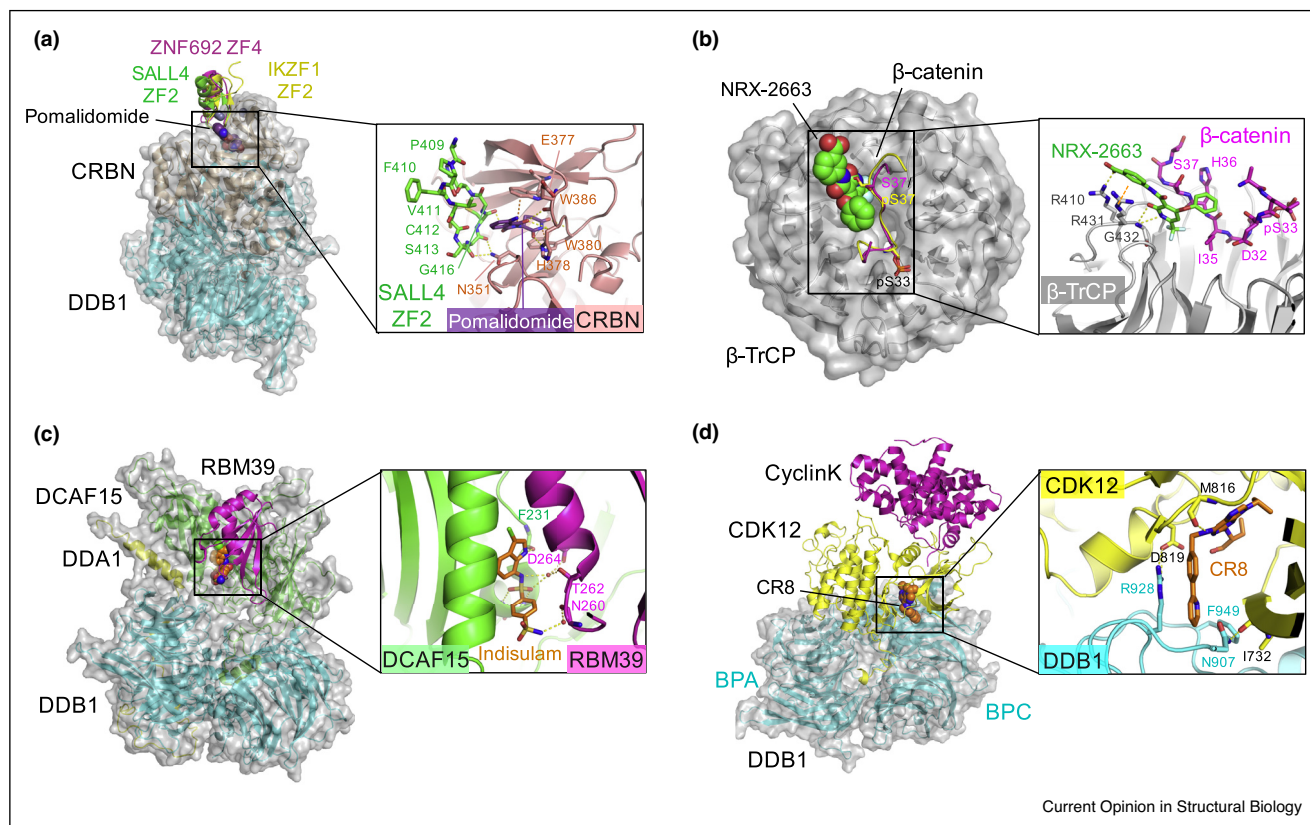 (a)
ZNF692 ZF4
SALL4
ZF2
IKZF1
ZF2
Pomalidomide
CRBN
DDB1
P409
F410
V411
C412
S413
G416
N351
E377
W386
W380
H378
SALL4
ZF2
Pomalidomide
CRBN
(b)
NRX-2663
β-catenin
S37/
pS37
pS33
β-TrCP
NRX-2663
β-catenin
S37
H36
R410
R431
G432
pS33
I35
D32
β-TrCP
(c)
RBM39
DCAF15
DDA1
DDB1
F231
D264
T262
N260
Indisulam
DCAF15
RBM39
(d)
CyclinK
CDK12
CR8
BPA
BPC
DDB1
CDK12
M816
D819
CR8
R928
F949
N907
I732
DDB1
Current Opinion in Structural Biology